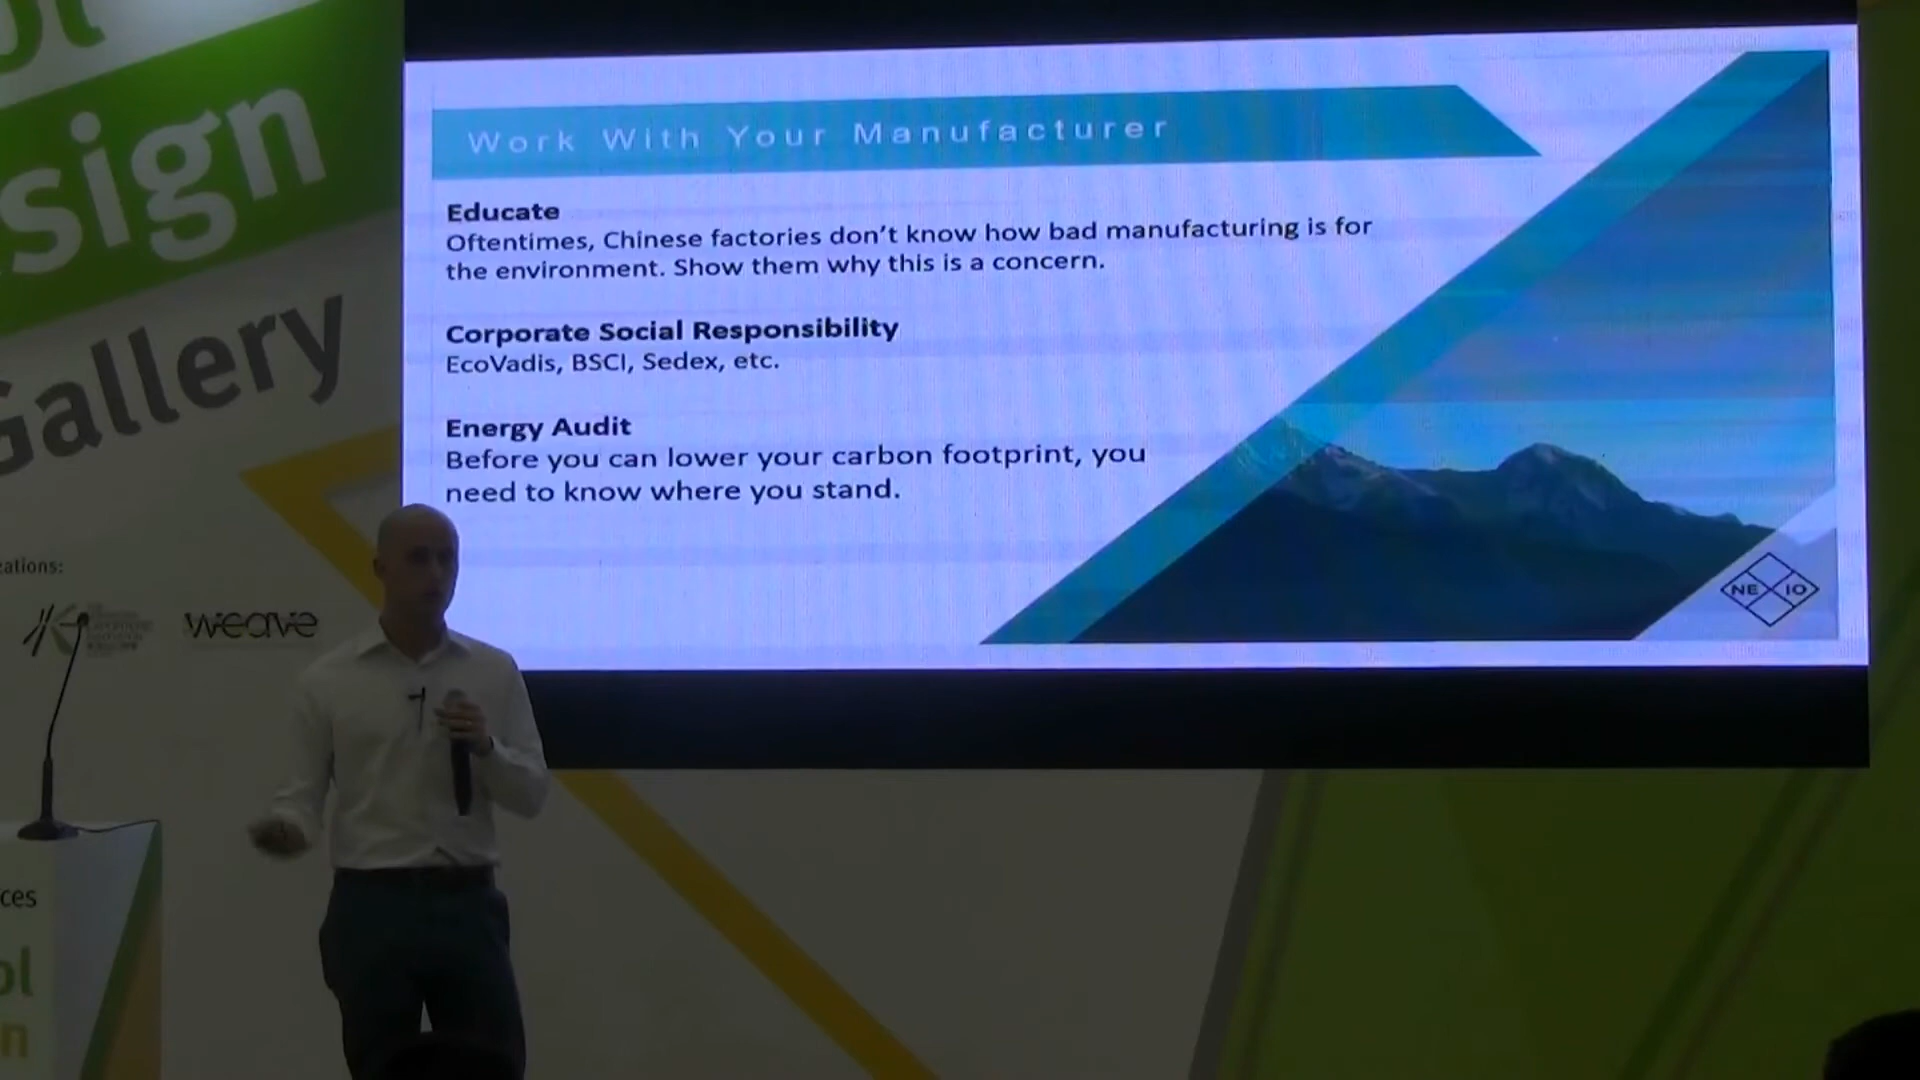 ol
sign
Gallery
Work With Your Manufacturer
Educate
Oftentimes, Chinese factories don't know how bad manufacturing is for
the environment. Show them why this is a concern.
Corporate Social Responsibility
EcoVadis, BSCI, Sedex, etc.
Energy Audit
Before you can lower your carbon footprint, you
need to know where you stand.
NE IO
ations:
weave
ces
ol
n